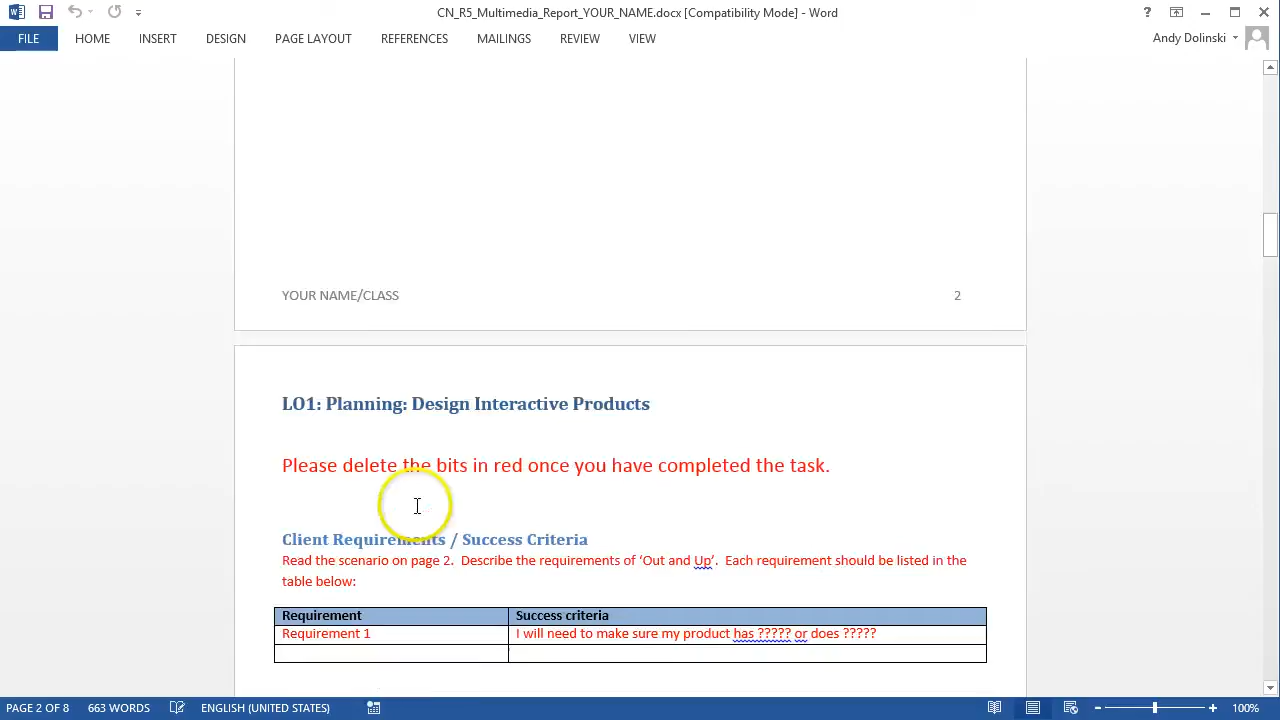 CN_R5_Multimedia_Report_YOUR_NAME.docx [Compatibility Mode] - Word
FILE HOME INSERT DESIGN PAGE LAYOUT REFERENCES MAILINGS REVIEW VIEW Andy Dolinski
YOUR NAME/CLASS 2
LO1: Planning: Design Interactive Products
Please delete the bits in red once you have completed the task.
Client Requirements / Success Criteria
Read the scenario on page 2.  Describe the requirements of ‘Out and Up’.  Each requirement should be listed in the
table below:
Requirement Success criteria
Requirement 1 I will need to make sure my product has ????? or does ?????
PAGE 2 OF 8 663 WORDS ENGLISH (UNITED STATES) 100%